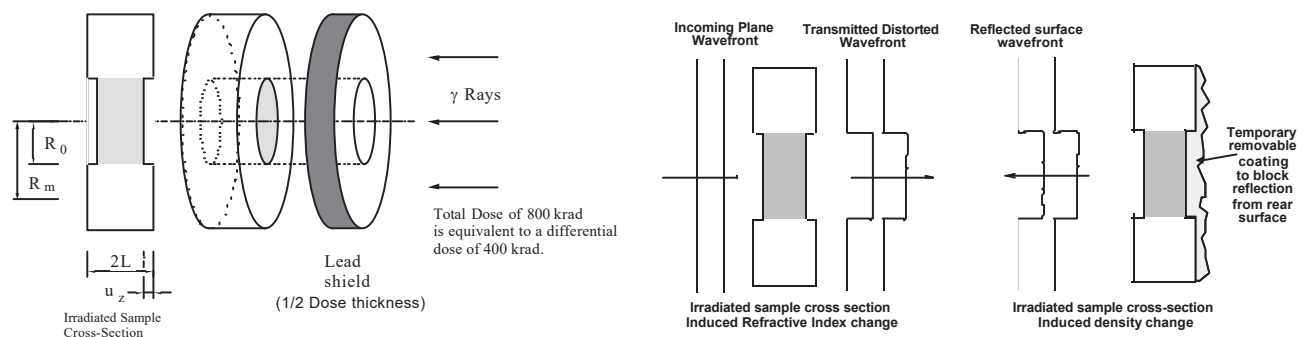 R 0
R m
2L
u z
Irradiated Sample
Cross-Section
Lead
shield
(1/2 Dose thickness)
γ Rays
Total Dose of 800 krad
is equivalent to a differential
dose of 400 krad.
Incoming Plane
Wavefront
Transmitted Distorted
Wavefront
Irradiated sample cross section
Induced Refractive Index change
Reflected surface
wavefront
Temporary
removable
coating
to block
reflection
from rear
surface
Irradiated sample cross-section
Induced density change